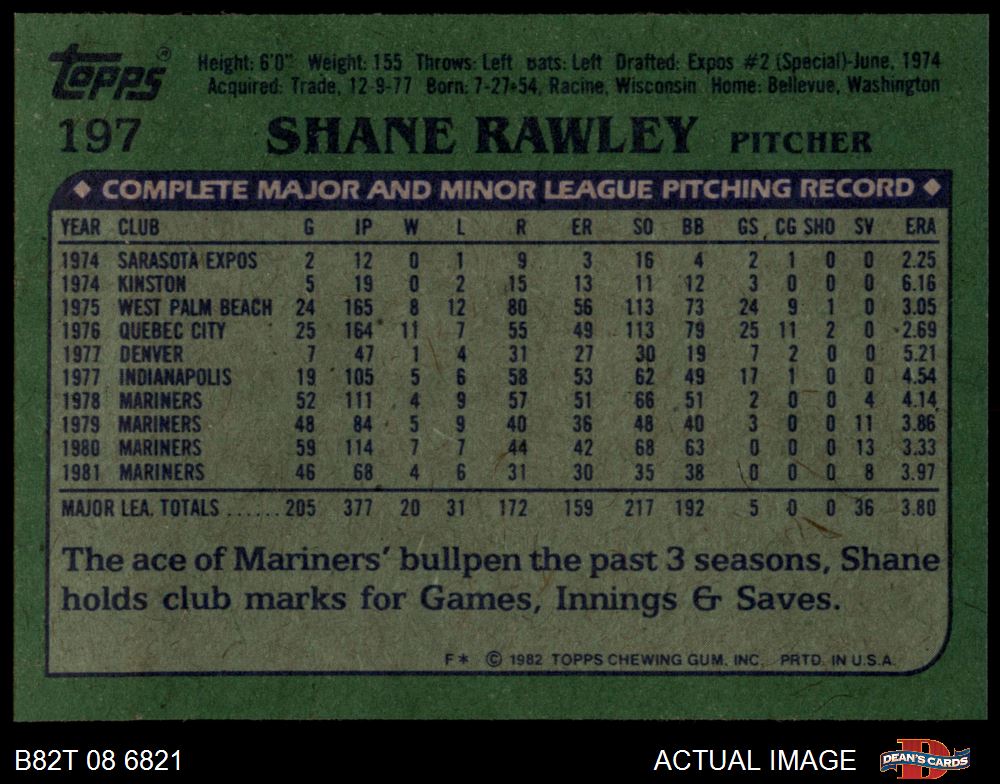 Topps®
Height: 6'0" Weight: 155 Throws: Left Bats: Left Drafted: Expos #2 (Special)-June, 1974
Acquired: Trade, 12-9-77 Born: 7-27-54, Racine, Wisconsin Home: Bellevue, Washington
197 SHANE RAWLEY PITCHER
◆ COMPLETE MAJOR AND MINOR LEAGUE PITCHING RECORD ◆
YEAR CLUB G IP W L R ER SO BB GS CG SHO SV ERA
1974 SARASOTA EXPOS 2 12 0 1 9 3 16 4 2 1 0 0 2.25
1974 KINSTON 5 19 0 2 15 13 11 12 3 0 0 0 6.16
1975 WEST PALM BEACH 24 165 8 12 80 56 113 73 24 9 1 0 3.05
1976 QUEBEC CITY 25 164 11 7 55 49 113 79 25 11 2 0 2.69
1977 DENVER 7 47 1 4 31 27 30 19 7 2 0 0 5.21
1977 INDIANAPOLIS 19 105 5 6 58 53 62 49 17 1 0 0 4.54
1978 MARINERS 52 111 4 9 57 51 66 51 2 0 0 4 4.14
1979 MARINERS 48 84 5 9 40 36 48 40 3 0 0 11 3.86
1980 MARINERS 59 114 7 7 44 42 68 63 0 0 0 13 3.33
1981 MARINERS 46 68 4 6 31 30 35 38 0 0 0 8 3.97
MAJOR LEA. TOTALS ...... 205 377 20 31 172 159 217 192 5 0 0 36 3.80
The ace of Mariners' bullpen the past 3 seasons, Shane
holds club marks for Games, Innings & Saves.
F* © 1982 TOPPS CHEWING GUM, INC. PRTD. IN U.S.A.
B82T 08 6821 ACTUAL IMAGE DEAN'S CARDS